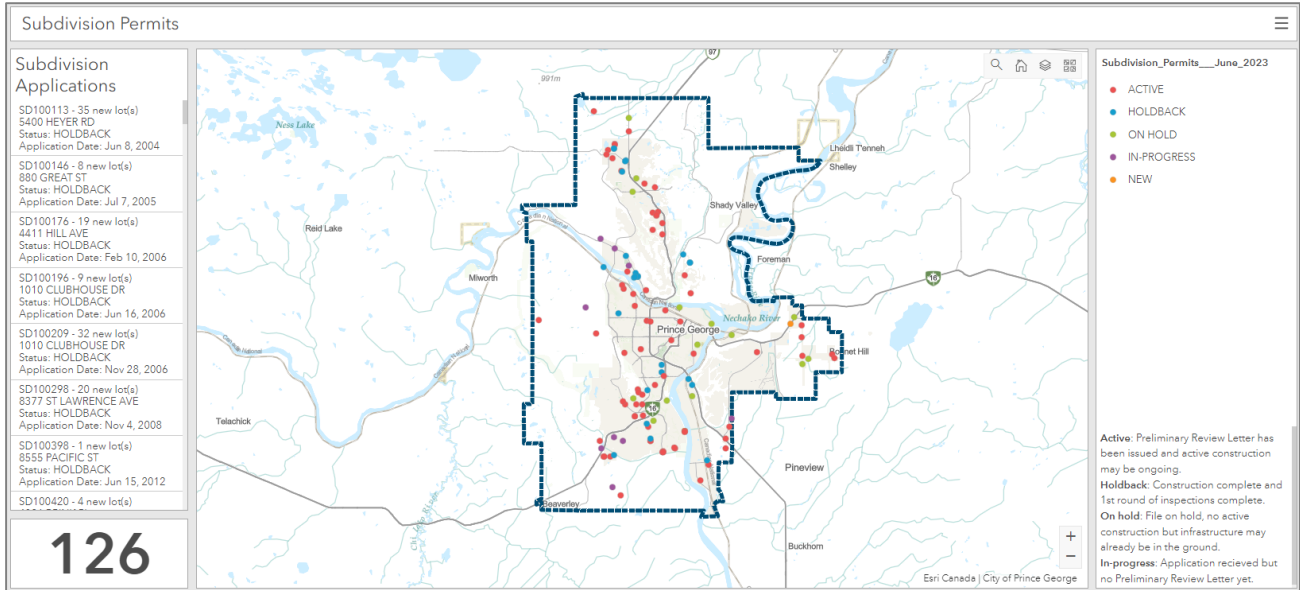 Subdivision Permits
Subdivision
Applications
SD100113 - 35 new lot(s)
5400 HEYER RD
Status: HOLDBACK
Application Date: Jun 8, 2004
SD100146 - 8 new lot(s)
880 GREAT ST
Status: HOLDBACK
Application Date: Jul 7, 2005
SD100176 - 19 new lot(s)
4411 HILL AVE
Status: HOLDBACK
Application Date: Feb 10, 2006
SD100196 - 9 new lot(s)
1010 CLUBHOUSE DR
Status: HOLDBACK
Application Date: Jun 16, 2006
SD100209 - 32 new lot(s)
1010 CLUBHOUSE DR
Status: HOLDBACK
Application Date: Nov 28, 2006
SD100298 - 20 new lot(s)
8377 ST LAWRENCE AVE
Status: HOLDBACK
Application Date: Nov 4, 2008
SD100398 - 1 new lot(s)
8555 PACIFIC ST
Status: HOLDBACK
Application Date: Jun 15, 2012
SD100420 - 4 new lot(s)
126
97
991m
Ness Lake
Lheidli T'enneh
Shelley
Shady Valley
Reid Lake
Foreman
Miworth
16
Nechako River
Prince George
Bonnet Hill
Canadian National
Telachick
16
Pineview
Beaverley
Chilako River
Buckhorn
+
−
Esri Canada | City of Prince George
Subdivision_Permits___June_2023
ACTIVE
HOLDBACK
ON HOLD
IN-PROGRESS
NEW
Active: Preliminary Review Letter has
been issued and active construction
may be ongoing.
Holdback: Construction complete and
1st round of inspections complete.
On hold: File on hold, no active
construction but infrastructure may
already be in the ground.
In-progress: Application recieved but
no Preliminary Review Letter yet.